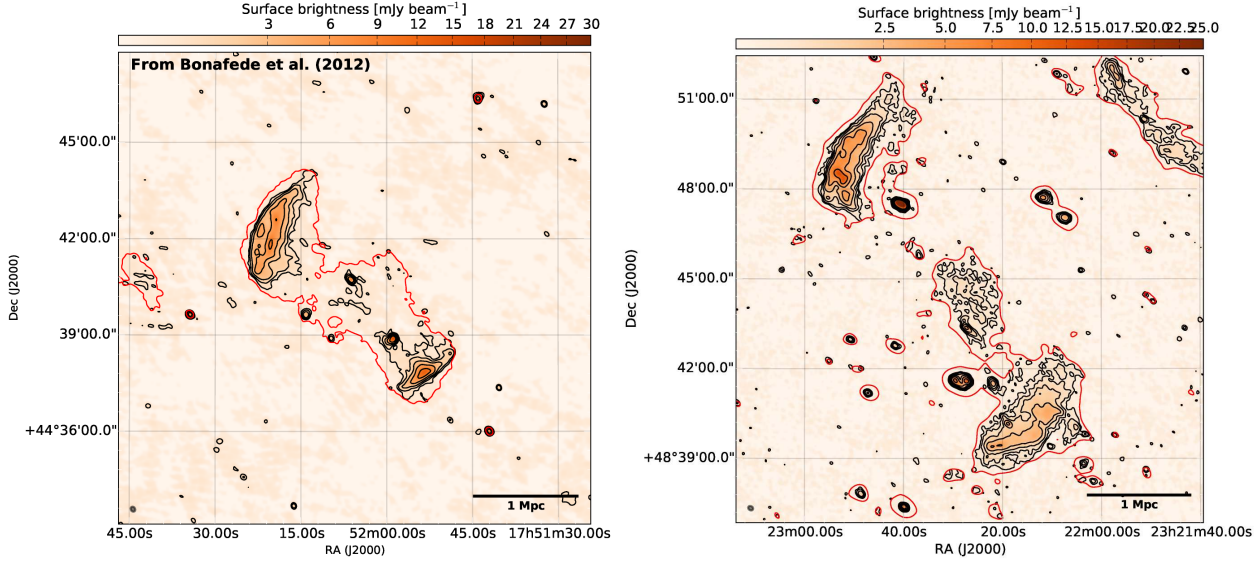 Surface brightness [mJy beam⁻¹]
3 6 9 12 15 18 21 24 27 30
From Bonafede et al. (2012)
45'00.0"
42'00.0"
39'00.0"
+44°36'00.0"
Dec (J2000)
1 Mpc
45.00s 30.00s 15.00s 52m00.00s 45.00s 17h51m30.00s
RA (J2000)
Surface brightness [mJy beam⁻¹]
2.5 5.0 7.5 10.0 12.5 15.0 17.5 20.0 22.5 25.0
51'00.0"
48'00.0"
45'00.0"
42'00.0"
+48°39'00.0"
Dec (J2000)
1 Mpc
23m00.00s 40.00s 20.00s 22m00.00s 23h21m40.00s
RA (J2000)